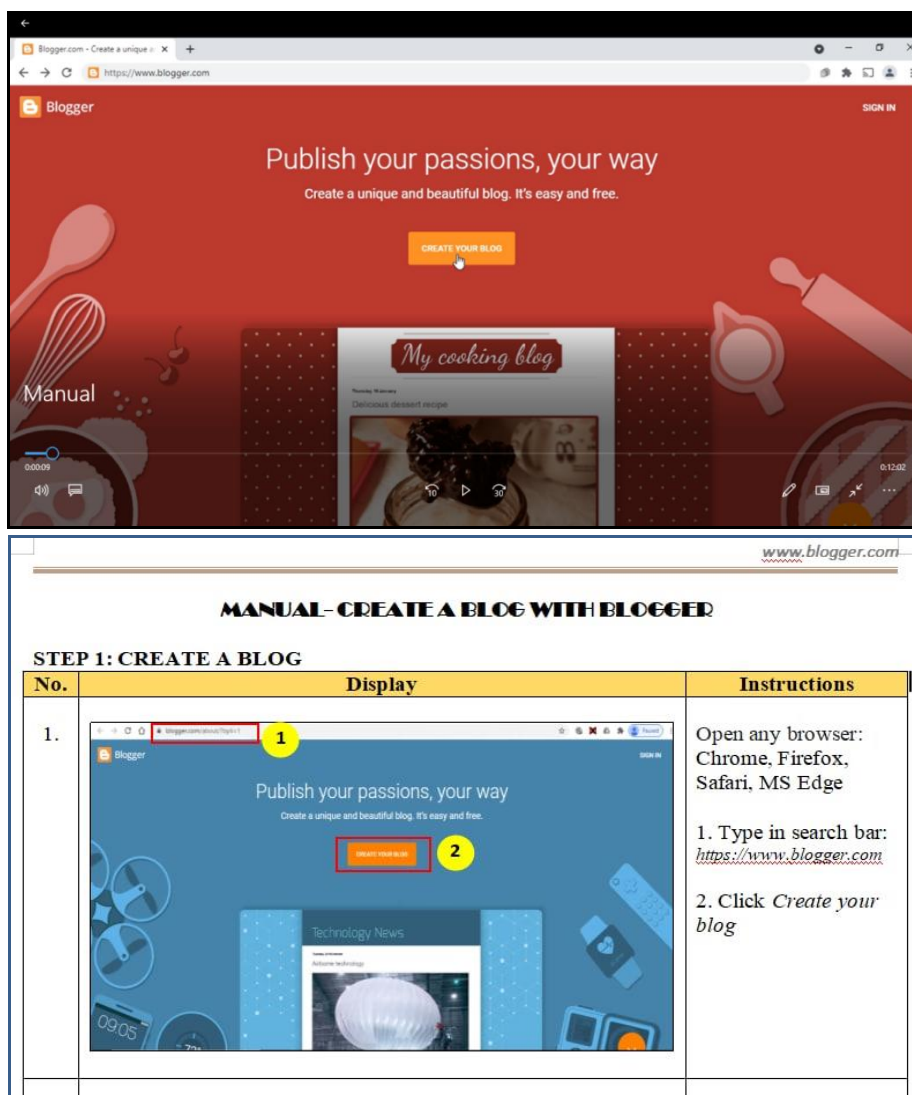 Blogger.com - Create a unique
https://www.blogger.com
Blogger
SIGN IN
Publish your passions, your way
Create a unique and beautiful blog. It's easy and free.
CREATE YOUR BLOG
My cooking blog
Delicious dessert recipe
Manual
0:00:09
0:12:02
10
30
www.blogger.com
MANUAL- CREATE A BLOG WITH BLOGGER
STEP 1: CREATE A BLOG
No.
Display
Instructions
1.
1
Blogger
SIGN IN
Publish your passions, your way
Create a unique and beautiful blog. It's easy and free.
CREATE YOUR BLOG
2
Technology News
Airborne technology
09:05
Open any browser:
Chrome, Firefox,
Safari, MS Edge
1. Type in search bar:
https://www.blogger.com
2. Click Create your
blog